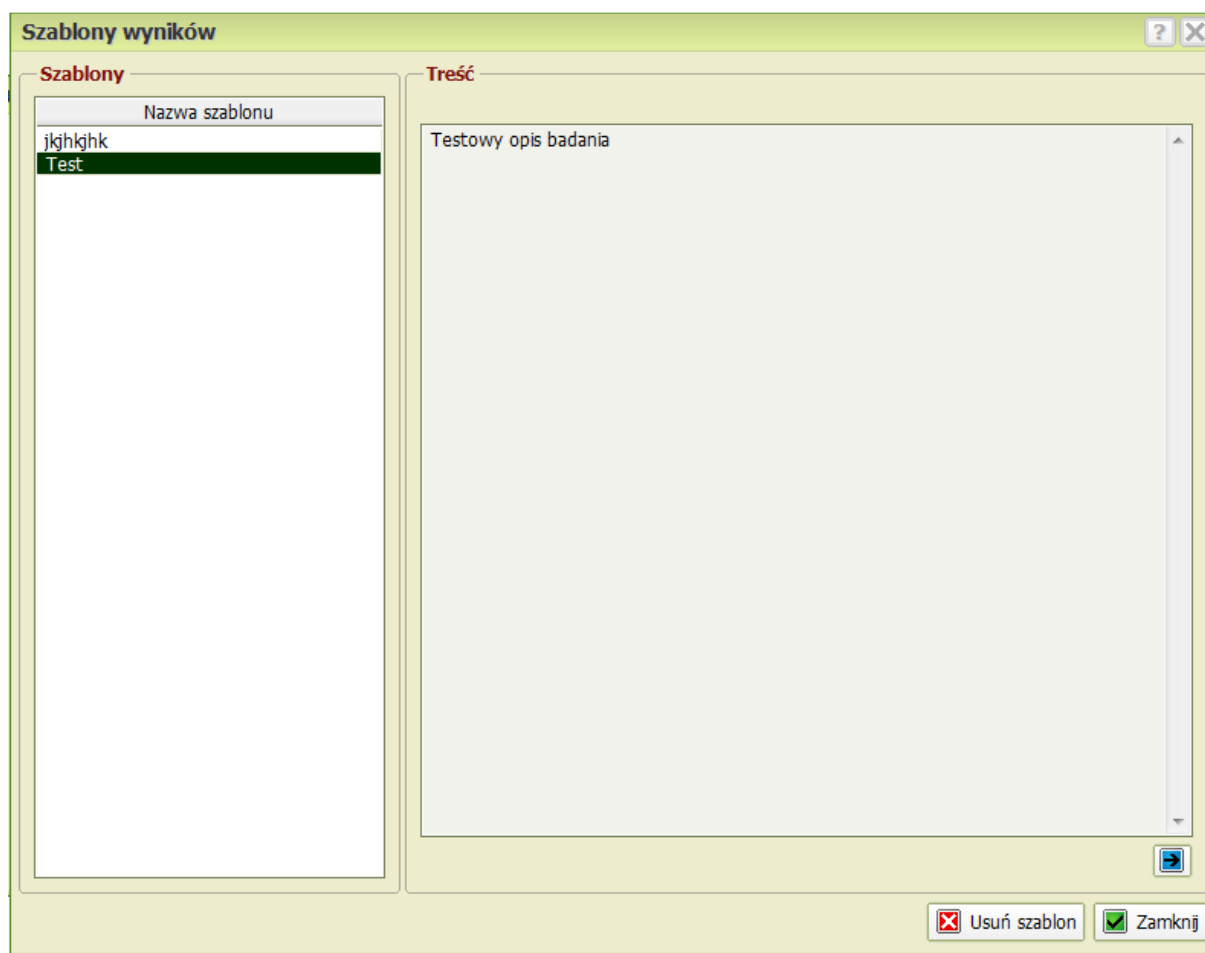 Szablony wyników
?
Szablony
Nazwa szablonu
jkjhkjhk
Test
Treść
Testowy opis badania
Usuń szablon
Zamknij